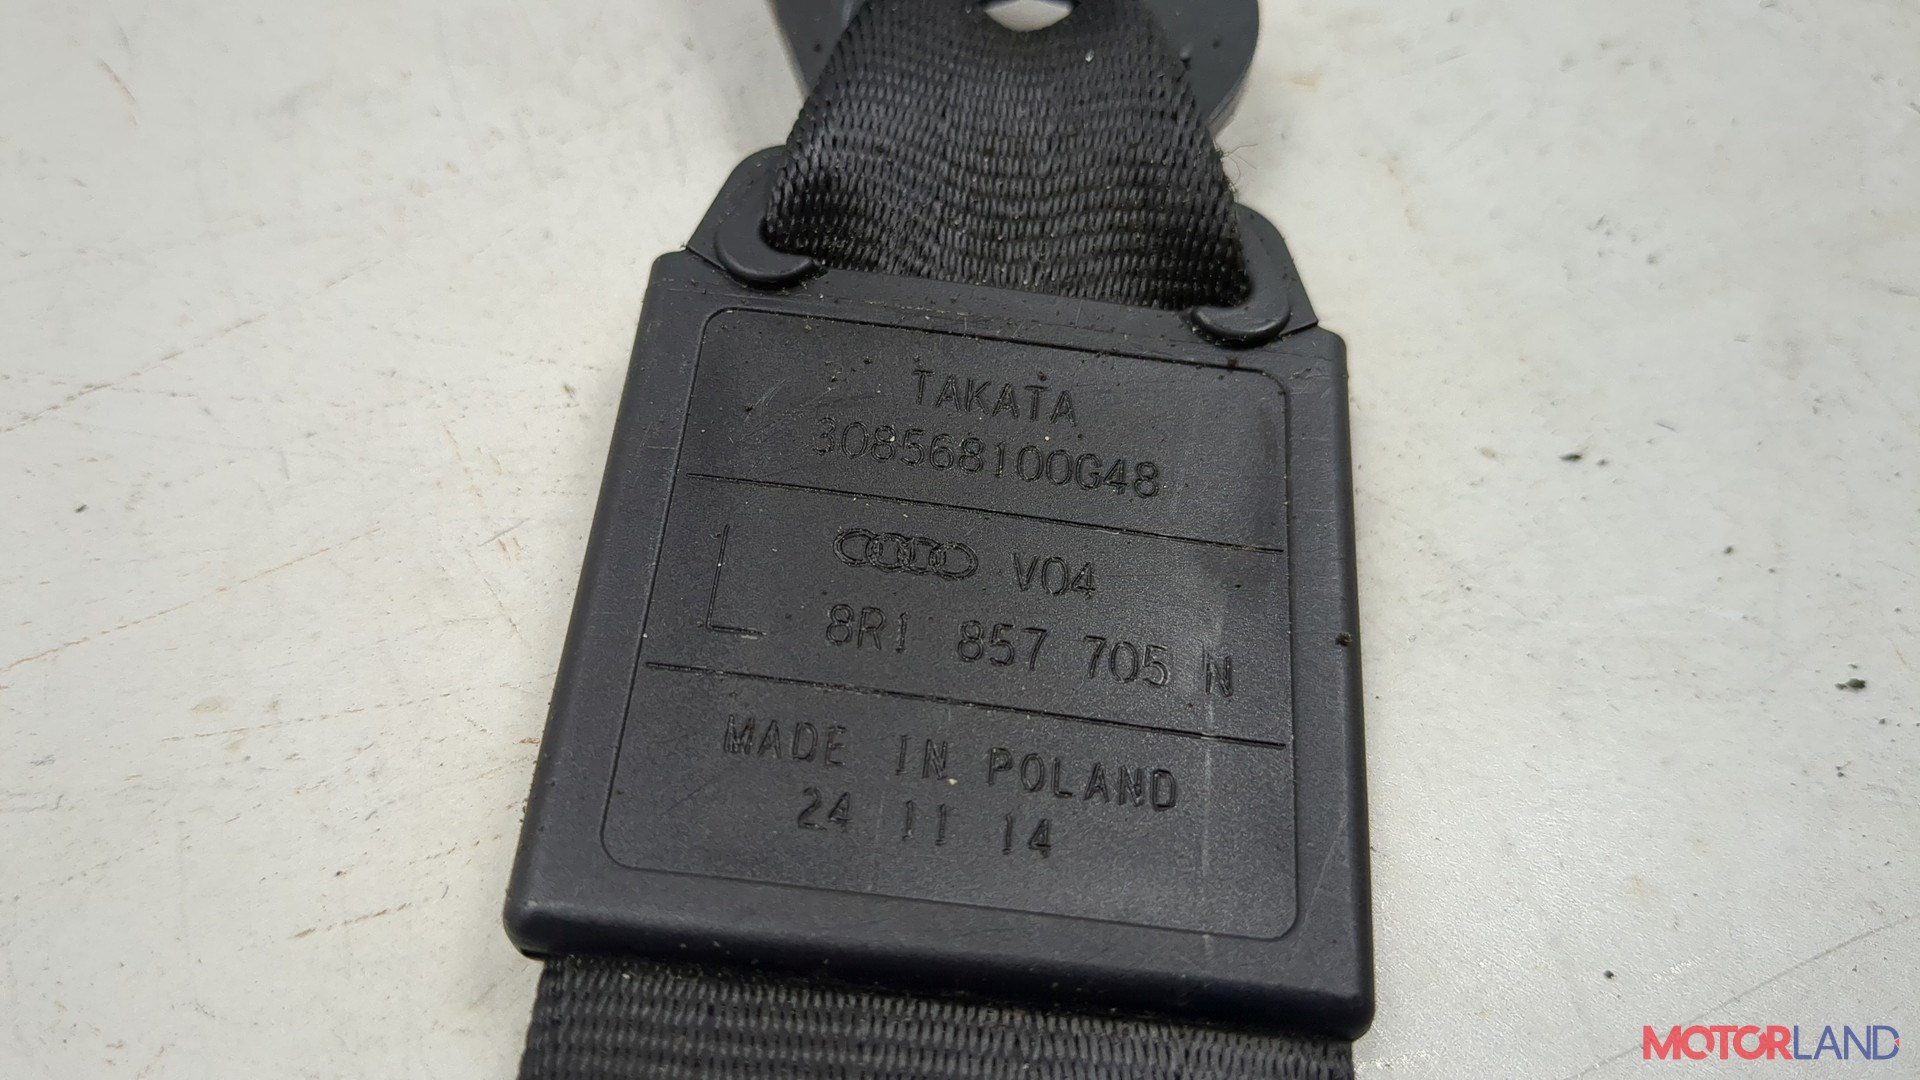 TAKATA
308568100G48
L
V04
8R1 857 705 N
MADE IN POLAND
24 11 14
MOTORLAND